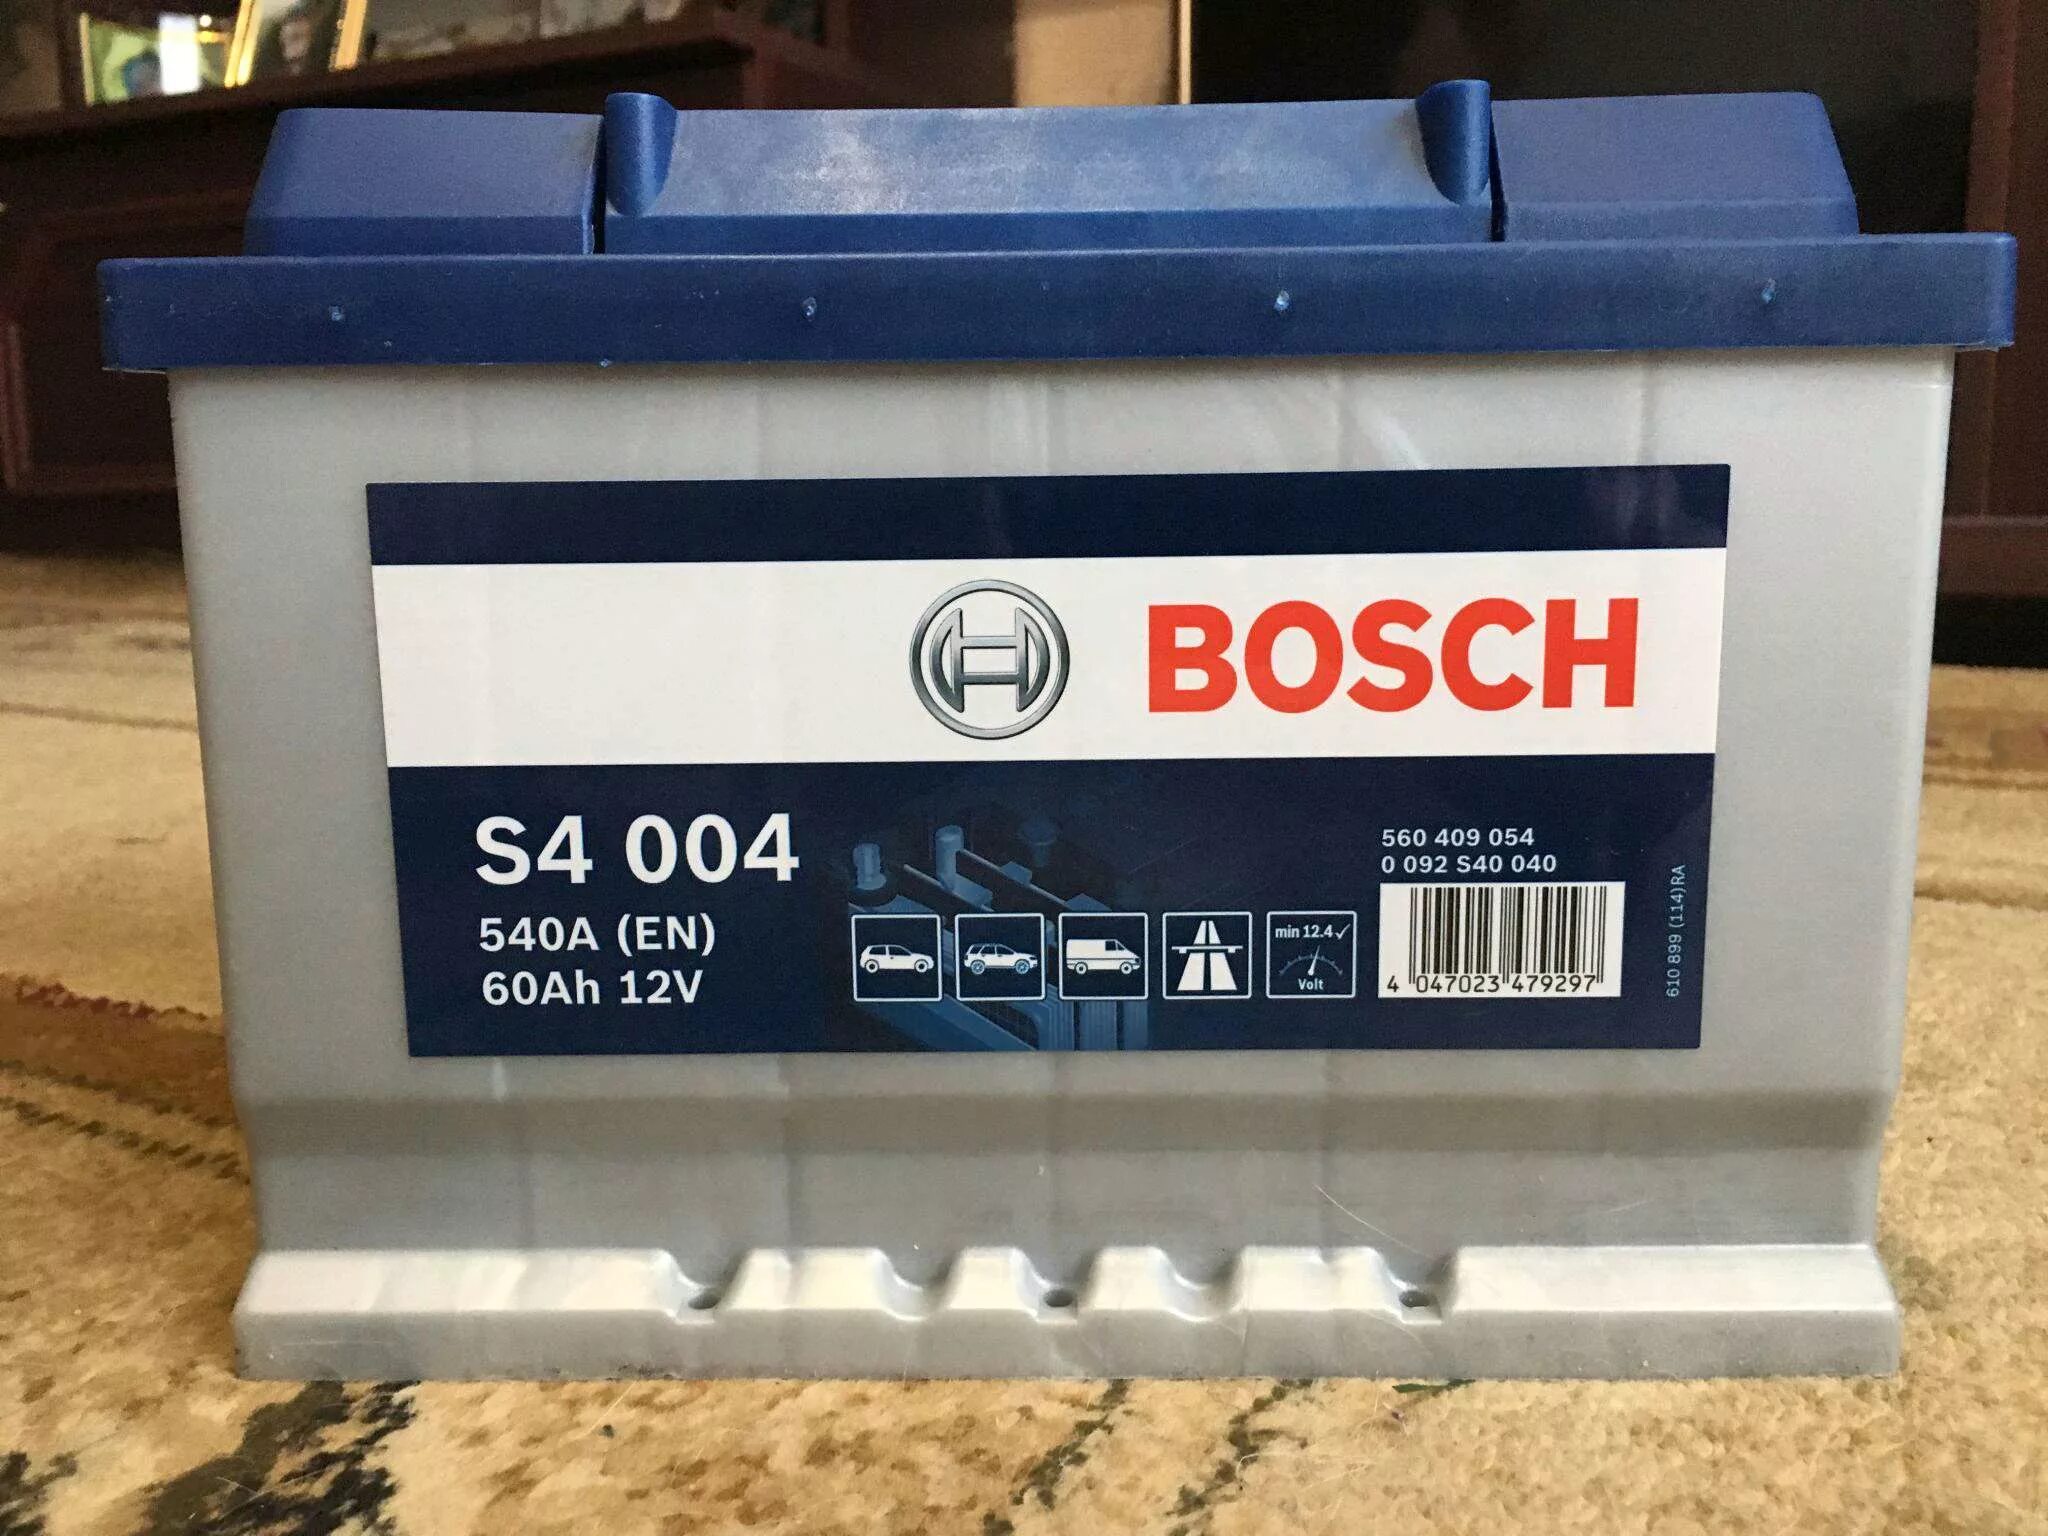 BOSCH
S4 004
540A (EN)
60Ah 12V
min 12.4✓
Volt
560 409 054
0 092 S40 040
4 047023 479297
610 899 (114)RA